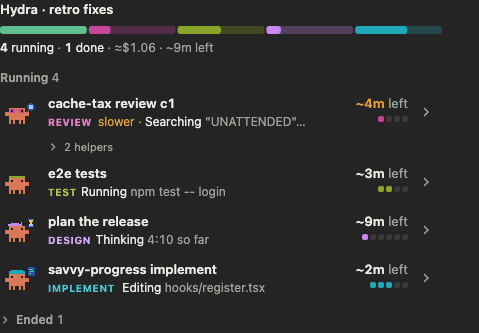 Hydra · retro fixes
4 running · 1 done · ≈$1.06 · ~9m left
Running 4
cache-tax review c1 ~4m left
REVIEW slower · Searching "UNATTENDED"…
2 helpers
e2e tests ~3m left
TEST Running npm test -- login
plan the release ~9m left
DESIGN Thinking 4:10 so far
savvy-progress implement ~2m left
IMPLEMENT Editing hooks/register.tsx
Ended 1